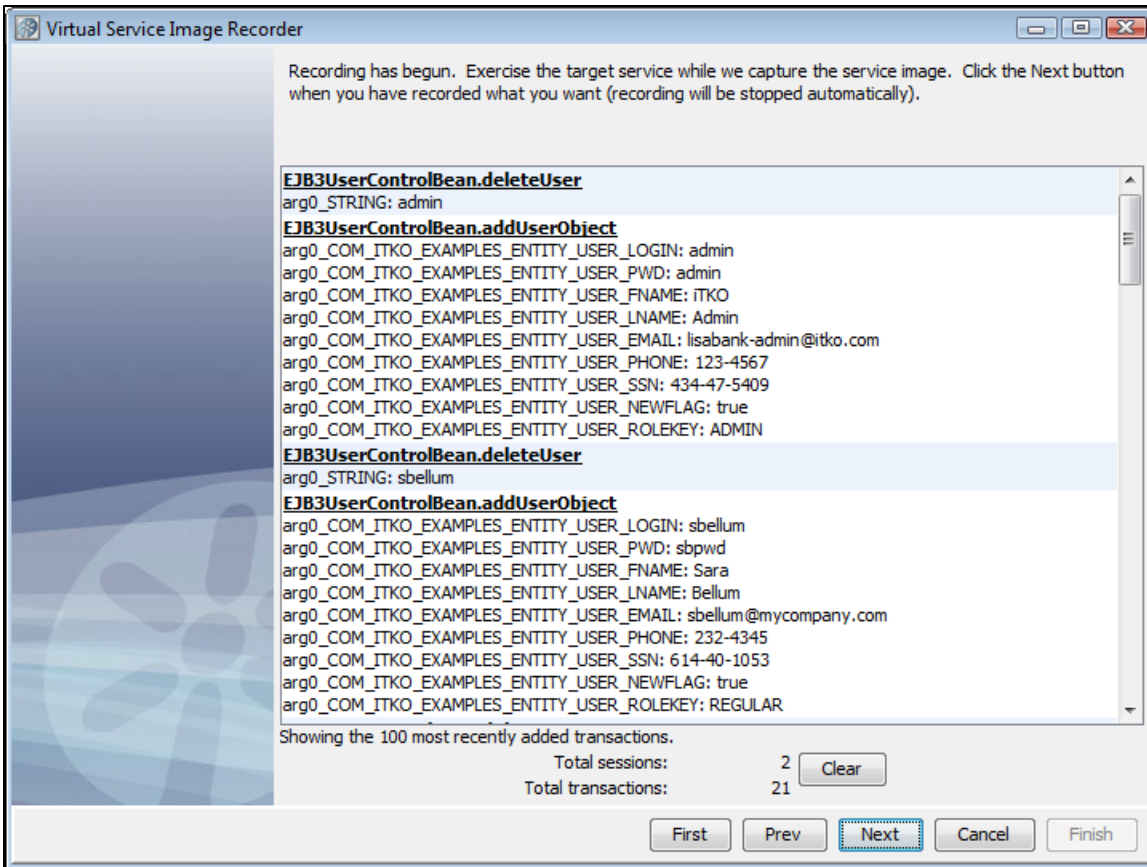 Virtual Service Image Recorder
Recording has begun. Exercise the target service while we capture the service image. Click the Next button
when you have recorded what you want (recording will be stopped automatically).
EJB3UserControlBean.deleteUser
arg0_STRING: admin
EJB3UserControlBean.addUserObject
arg0_COM_ITKO_EXAMPLES_ENTITY_USER_LOGIN: admin
arg0_COM_ITKO_EXAMPLES_ENTITY_USER_PWD: admin
arg0_COM_ITKO_EXAMPLES_ENTITY_USER_FNAME: iTKO
arg0_COM_ITKO_EXAMPLES_ENTITY_USER_LNAME: Admin
arg0_COM_ITKO_EXAMPLES_ENTITY_USER_EMAIL: lisabank-admin@itko.com
arg0_COM_ITKO_EXAMPLES_ENTITY_USER_PHONE: 123-4567
arg0_COM_ITKO_EXAMPLES_ENTITY_USER_SSN: 434-47-5409
arg0_COM_ITKO_EXAMPLES_ENTITY_USER_NEWFLAG: true
arg0_COM_ITKO_EXAMPLES_ENTITY_USER_ROLEKEY: ADMIN
EJB3UserControlBean.deleteUser
arg0_STRING: sbellum
EJB3UserControlBean.addUserObject
arg0_COM_ITKO_EXAMPLES_ENTITY_USER_LOGIN: sbellum
arg0_COM_ITKO_EXAMPLES_ENTITY_USER_PWD: sbpwd
arg0_COM_ITKO_EXAMPLES_ENTITY_USER_FNAME: Sara
arg0_COM_ITKO_EXAMPLES_ENTITY_USER_LNAME: Bellum
arg0_COM_ITKO_EXAMPLES_ENTITY_USER_EMAIL: sbellum@mycompany.com
arg0_COM_ITKO_EXAMPLES_ENTITY_USER_PHONE: 232-4345
arg0_COM_ITKO_EXAMPLES_ENTITY_USER_SSN: 614-40-1053
arg0_COM_ITKO_EXAMPLES_ENTITY_USER_NEWFLAG: true
arg0_COM_ITKO_EXAMPLES_ENTITY_USER_ROLEKEY: REGULAR
Showing the 100 most recently added transactions.
Total sessions: 2 Clear
Total transactions: 21
First Prev Next Cancel Finish